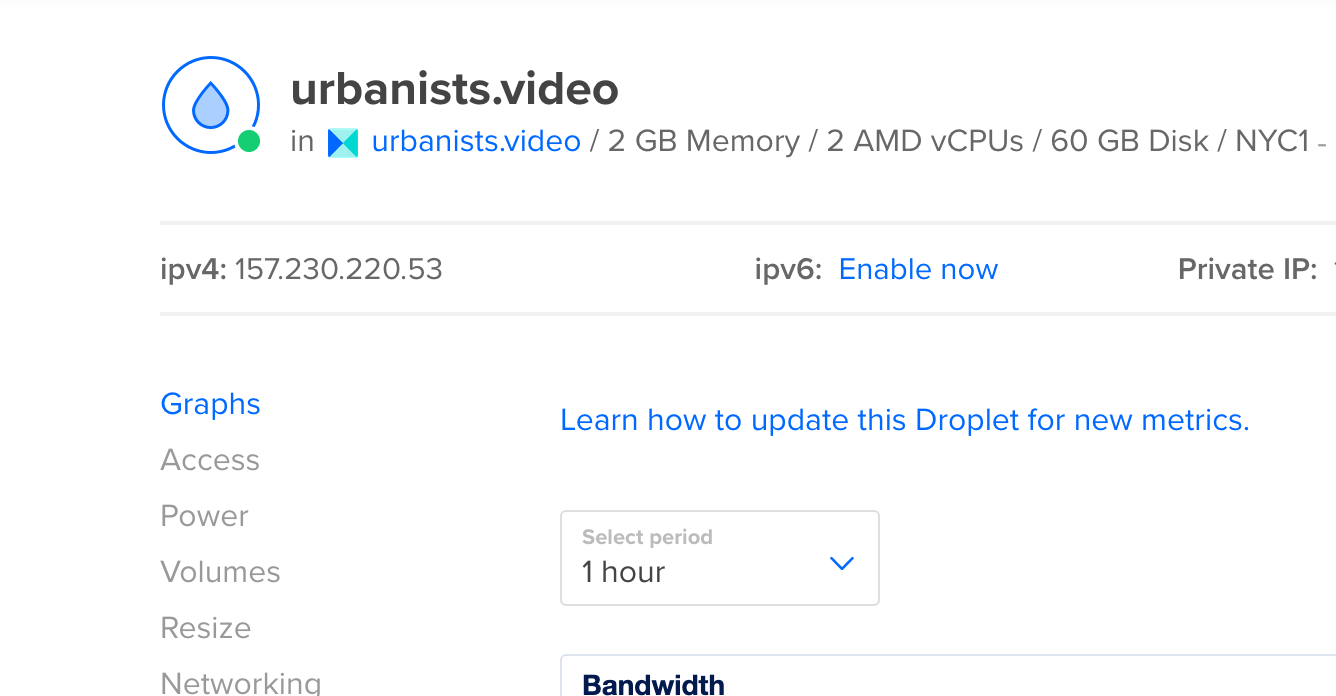 urbanists.video
in urbanists.video / 2 GB Memory / 2 AMD vCPUs / 60 GB Disk / NYC1 -
ipv4: 157.230.220.53 ipv6: Enable now Private IP:
Graphs
Learn how to update this Droplet for new metrics.
Access
Power
Volumes
Resize
Networking
Select period
1 hour
Bandwidth